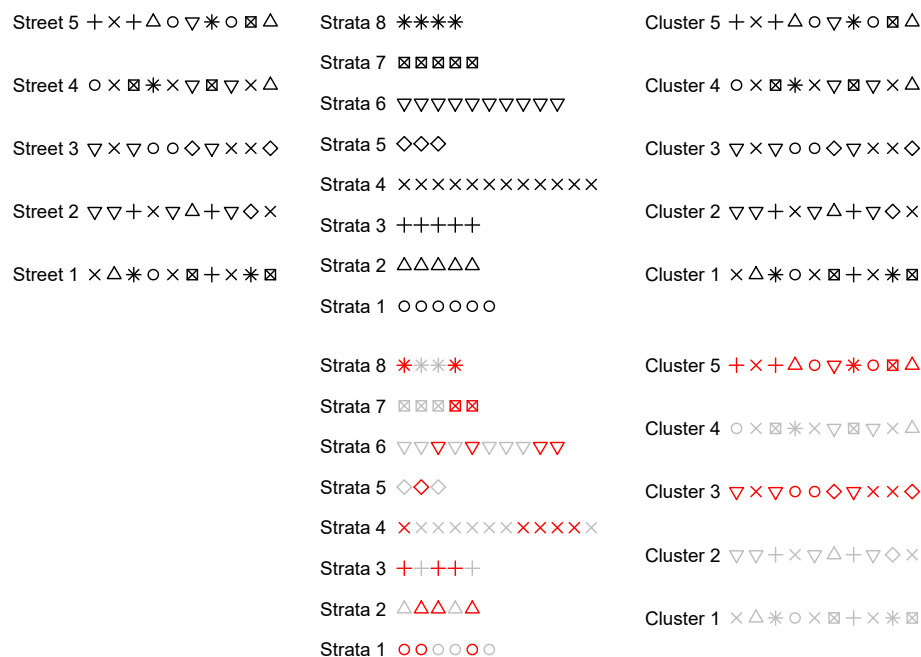 Street 5
Street 4
Street 3
Street 2
Street 1
Strata 8
Strata 7
Strata 6
Strata 5
Strata 4
Strata 3
Strata 2
Strata 1
Cluster 5
Cluster 4
Cluster 3
Cluster 2
Cluster 1
Strata 8
Strata 7
Strata 6
Strata 5
Strata 4
Strata 3
Strata 2
Strata 1
Cluster 5
Cluster 4
Cluster 3
Cluster 2
Cluster 1